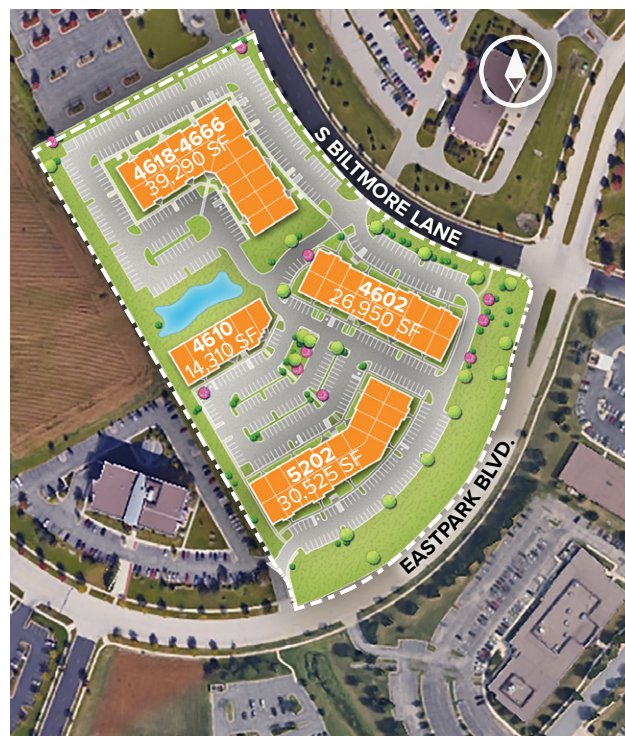 S BILTMORE LANE
4618-4666
39,290 SF
4602
26,950 SF
4610
14,310 SF
5202
30,525 SF
EASTPARK BLVD.